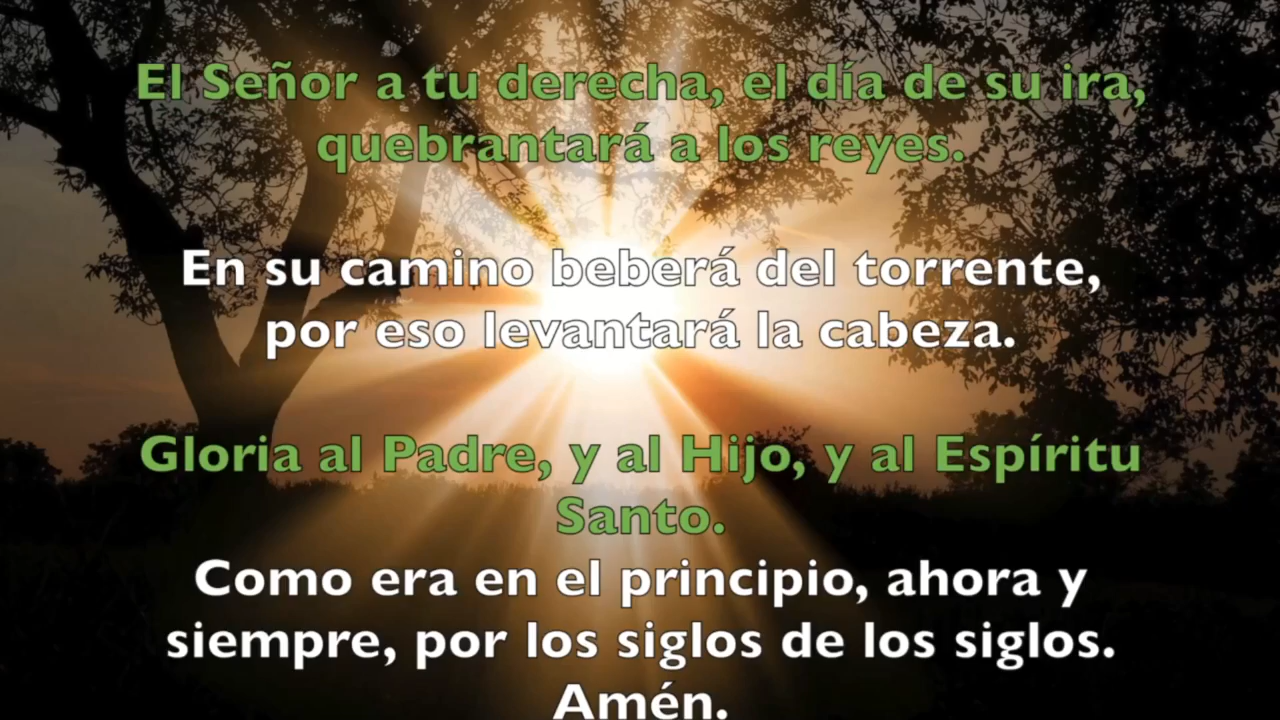 El Señor a tu derecha, el día de su ira,
quebrantará a los reyes.
En su camino beberá del torrente,
por eso levantará la cabeza.
Gloria al Padre, y al Hijo, y al Espíritu
Santo.
Como era en el principio, ahora y
siempre, por los siglos de los siglos.
Amén.